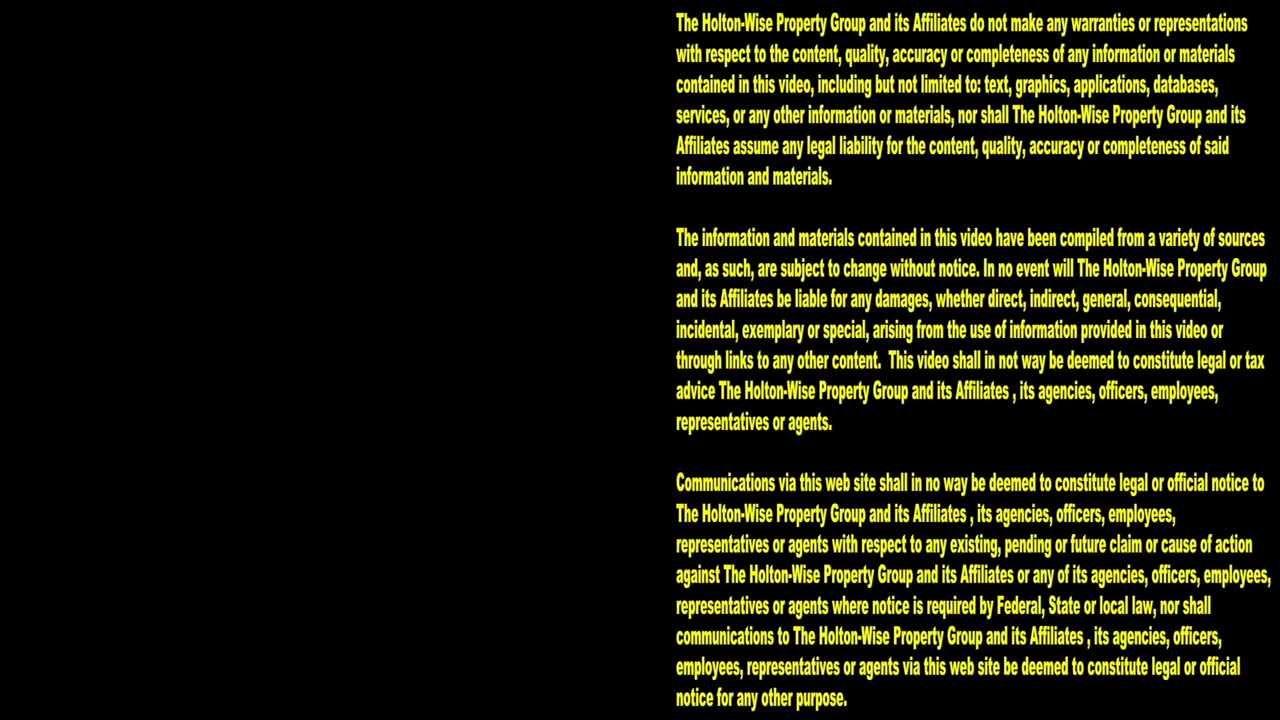 The Holton-Wise Property Group and its Affiliates do not make any warranties or representations
with respect to the content, quality, accuracy or completeness of any information or materials
contained in this video, including but not limited to: text, graphics, applications, databases,
services, or any other information or materials, nor shall The Holton-Wise Property Group and its
Affiliates assume any legal liability for the content, quality, accuracy or completeness of said
information and materials.
The information and materials contained in this video have been compiled from a variety of sources
and, as such, are subject to change without notice. In no event will The Holton-Wise Property Group
and its Affiliates be liable for any damages, whether direct, indirect, general, consequential,
incidental, exemplary or special, arising from the use of information provided in this video or
through links to any other content.  This video shall in not way be deemed to constitute legal or tax
advice The Holton-Wise Property Group and its Affiliates , its agencies, officers, employees,
representatives or agents.
Communications via this web site shall in no way be deemed to constitute legal or official notice to
The Holton-Wise Property Group and its Affiliates , its agencies, officers, employees,
representatives or agents with respect to any existing, pending or future claim or cause of action
against The Holton-Wise Property Group and its Affiliates or any of its agencies, officers, employees,
representatives or agents where notice is required by Federal, State or local law, nor shall
communications to The Holton-Wise Property Group and its Affiliates , its agencies, officers,
employees, representatives or agents via this web site be deemed to constitute legal or official
notice for any other purpose.